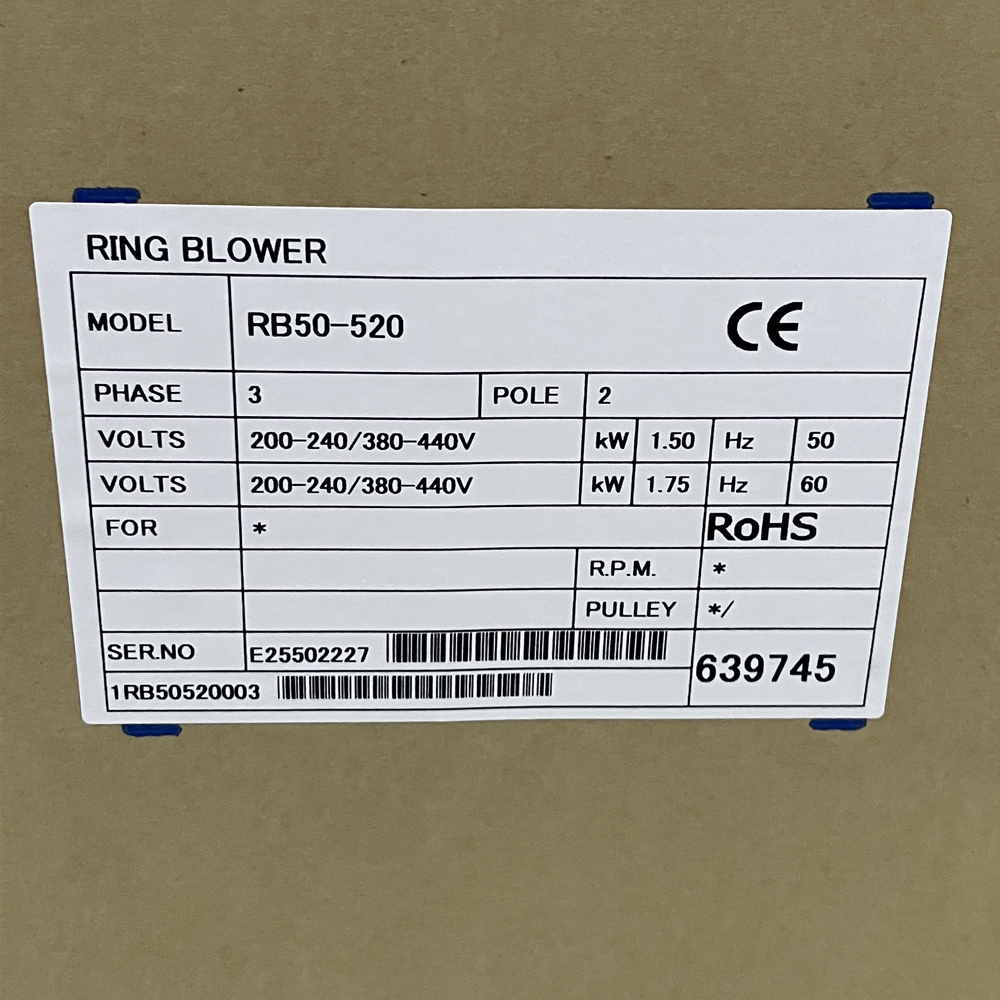 RING BLOWER
MODEL RB50-520 CE
PHASE 3 POLE 2
VOLTS 200-240/380-440V kW 1.50 Hz 50
VOLTS 200-240/380-440V kW 1.75 Hz 60
FOR * RoHS
R.P.M. *
PULLEY */
SER.NO E25502227
639745
1RB50520003